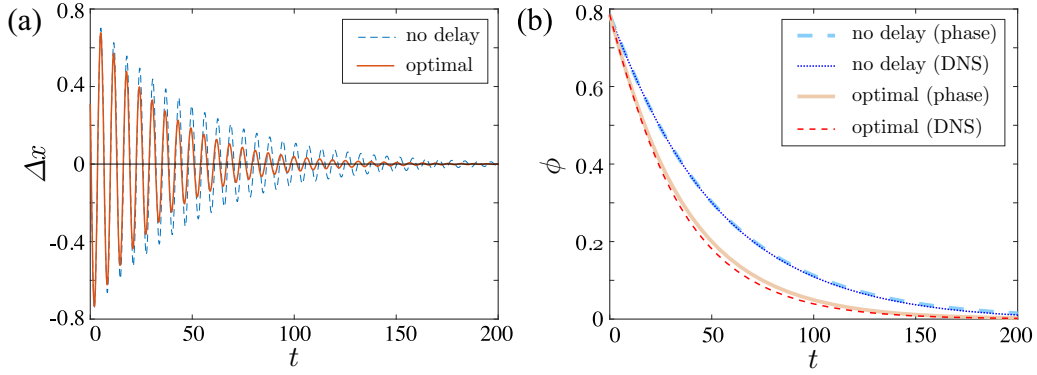 (a)
0.8
0.4
0
-0.4
-0.8
Δx
0
50
100
150
200
t
no delay
optimal
(b)
0.8
0.6
0.4
0.2
0
ϕ
0
50
100
150
200
t
no delay (phase)
no delay (DNS)
optimal (phase)
optimal (DNS)